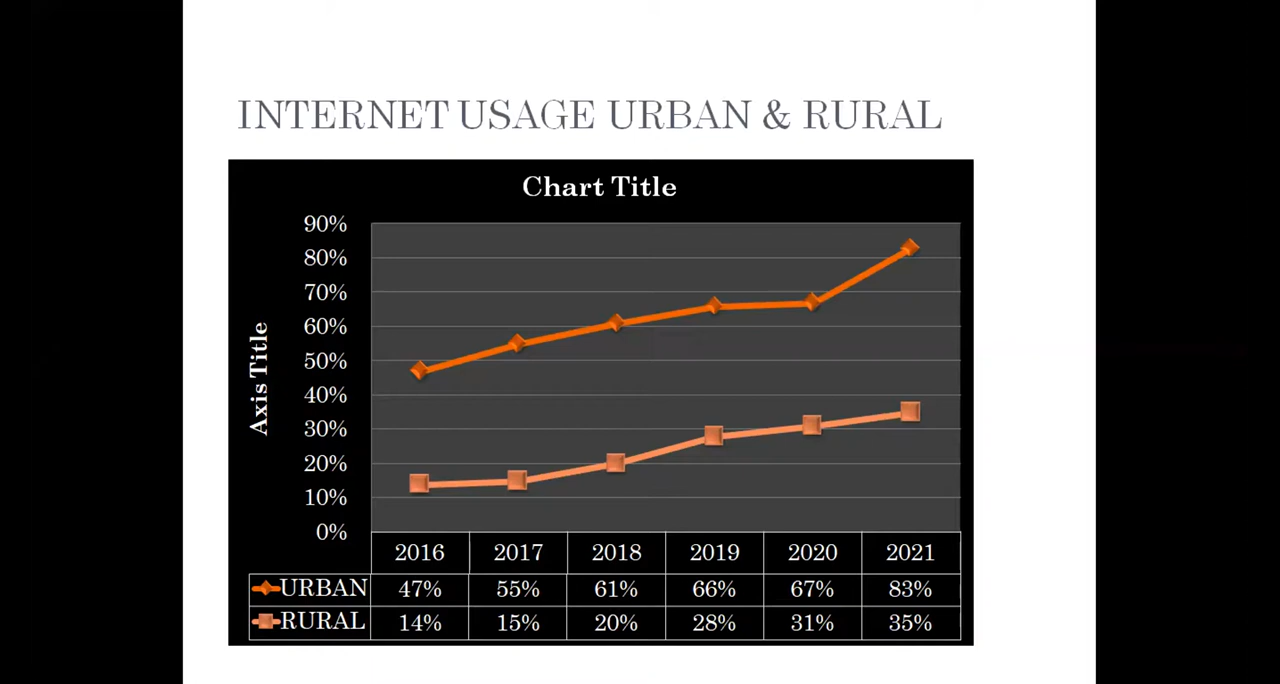 INTERNET USAGE URBAN & RURAL
Chart Title
90%
80%
70%
60%
50%
40%
30%
20%
10%
0%
Axis Title
2016 2017 2018 2019 2020 2021
URBAN 47% 55% 61% 66% 67% 83%
RURAL 14% 15% 20% 28% 31% 35%